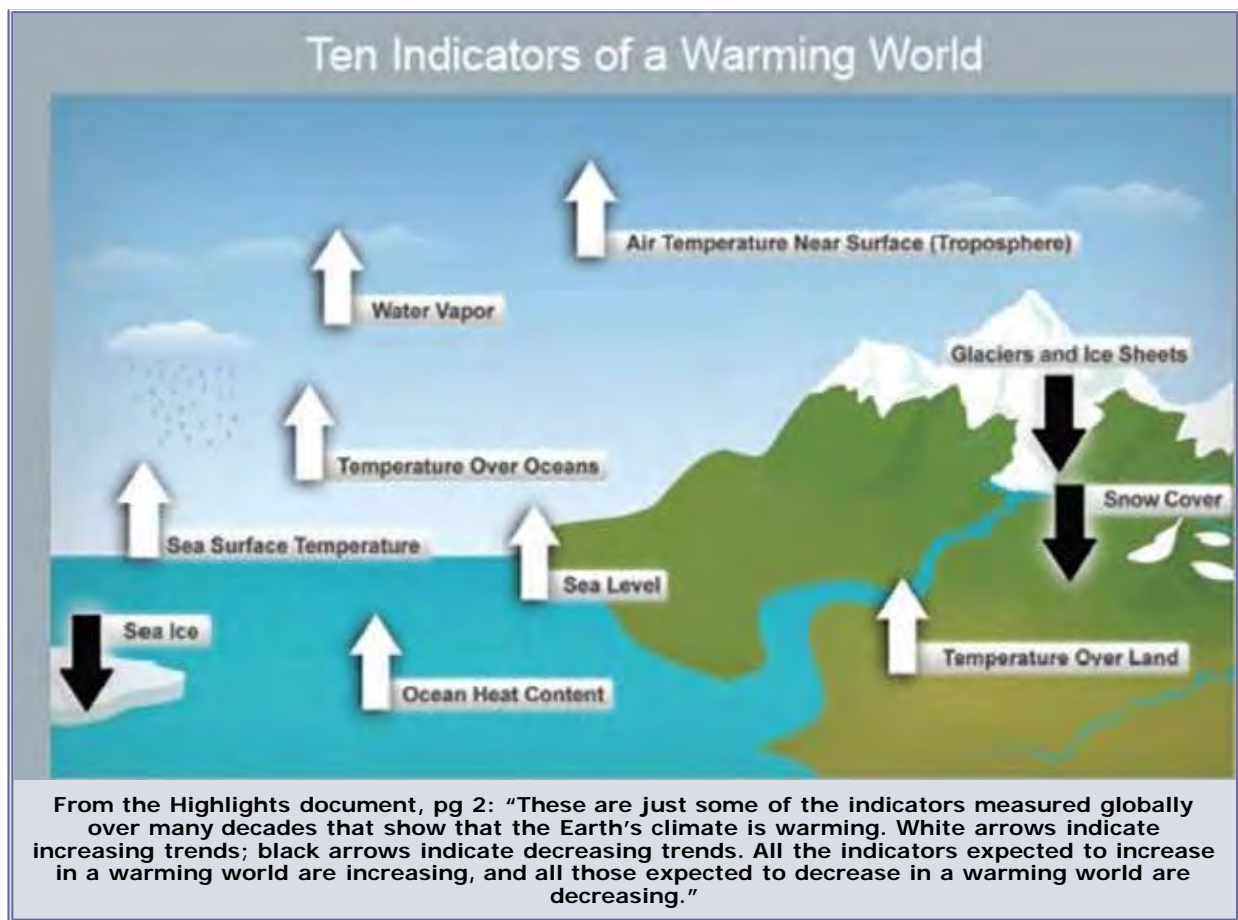 Ten Indicators of a Warming World
Air Temperature Near Surface (Troposphere)
Water Vapor
Glaciers and Ice Sheets
Temperature Over Oceans
Snow Cover
Sea Surface Temperature
Sea Level
Sea Ice
Temperature Over Land
Ocean Heat Content
From the Highlights document, pg 2: “These are just some of the indicators measured globally
over many decades that show that the Earth’s climate is warming. White arrows indicate
increasing trends; black arrows indicate decreasing trends. All the indicators expected to increase
in a warming world are increasing, and all those expected to decrease in a warming world are
decreasing.”